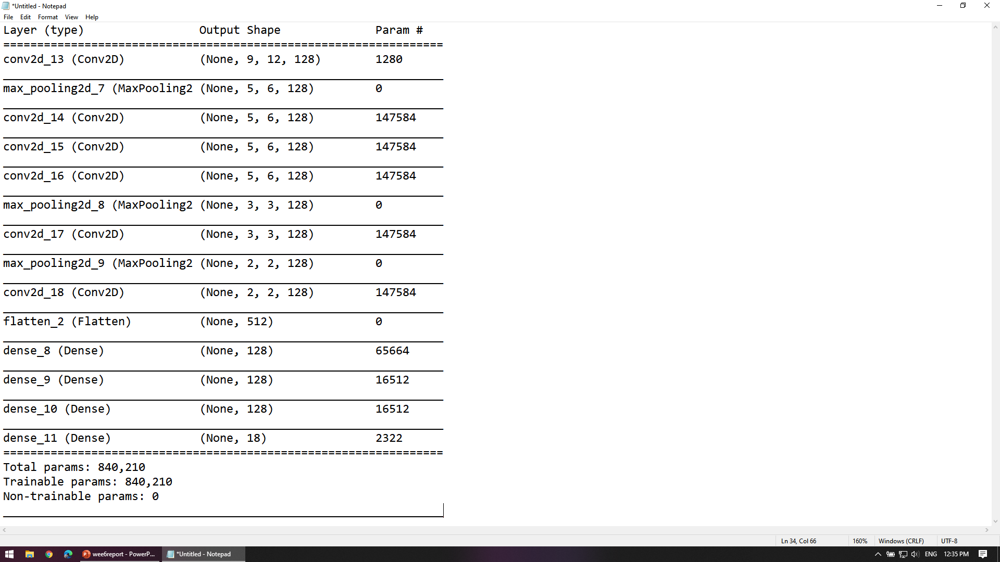 *Untitled - Notepad
File Edit Format View Help
Layer (type) Output Shape Param #
=================================================================
conv2d_13 (Conv2D) (None, 9, 12, 128) 1280
_________________________________________________________________
max_pooling2d_7 (MaxPooling2 (None, 5, 6, 128) 0
_________________________________________________________________
conv2d_14 (Conv2D) (None, 5, 6, 128) 147584
_________________________________________________________________
conv2d_15 (Conv2D) (None, 5, 6, 128) 147584
_________________________________________________________________
conv2d_16 (Conv2D) (None, 5, 6, 128) 147584
_________________________________________________________________
max_pooling2d_8 (MaxPooling2 (None, 3, 3, 128) 0
_________________________________________________________________
conv2d_17 (Conv2D) (None, 3, 3, 128) 147584
_________________________________________________________________
max_pooling2d_9 (MaxPooling2 (None, 2, 2, 128) 0
_________________________________________________________________
conv2d_18 (Conv2D) (None, 2, 2, 128) 147584
_________________________________________________________________
flatten_2 (Flatten) (None, 512) 0
_________________________________________________________________
dense_8 (Dense) (None, 128) 65664
_________________________________________________________________
dense_9 (Dense) (None, 128) 16512
_________________________________________________________________
dense_10 (Dense) (None, 128) 16512
_________________________________________________________________
dense_11 (Dense) (None, 18) 2322
=================================================================
Total params: 840,210
Trainable params: 840,210
Non-trainable params: 0
_________________________________________________________________
Ln 34, Col 66 160% Windows (CRLF) UTF-8
wee6report - PowerP... *Untitled - Notepad ENG 12:35 PM